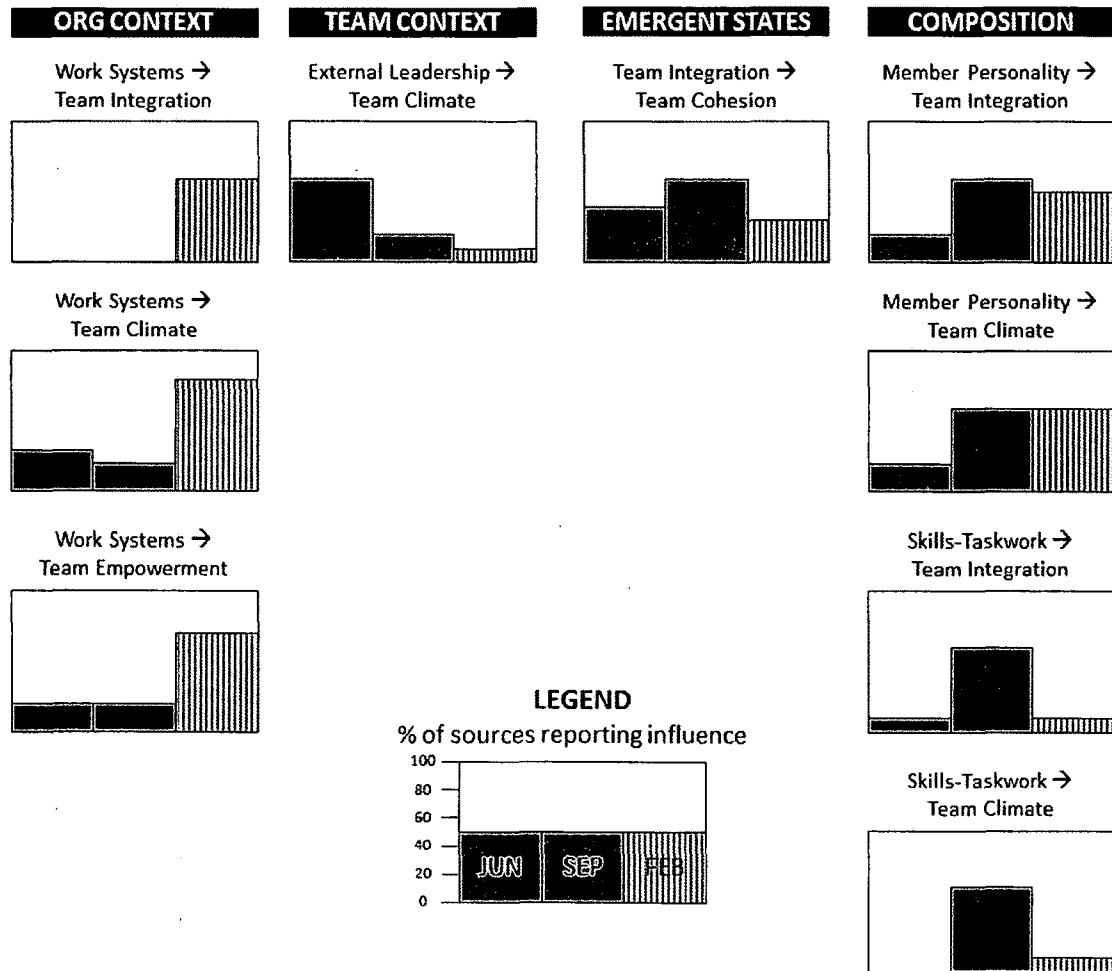 ORG CONTEXT
Work Systems →
Team Integration
Work Systems →
Team Climate
Work Systems →
Team Empowerment
TEAM CONTEXT
External Leadership →
Team Climate
EMERGENT STATES
Team Integration →
Team Cohesion
COMPOSITION
Member Personality →
Team Integration
Member Personality →
Team Climate
Skills-Taskwork →
Team Integration
Skills-Taskwork →
Team Climate
LEGEND
% of sources reporting influence
100
80
60
40
20
0
JUN SEP FEB